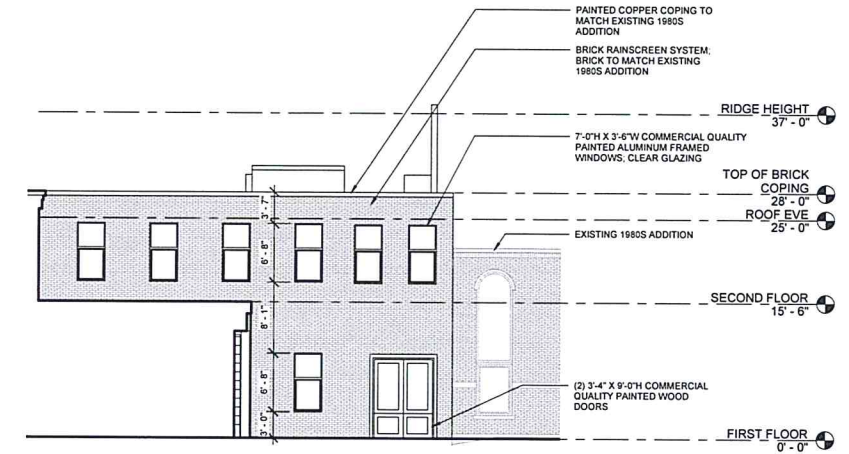 PAINTED COPPER COPING TO
MATCH EXISTING 1980S
ADDITION
BRICK RAINSCREEN SYSTEM;
BRICK TO MATCH EXISTING
1980S ADDITION
RIDGE HEIGHT
37' - 0"
7'-0"H X 3'-6"W COMMERCIAL QUALITY
PAINTED ALUMINUM FRAMED
WINDOWS; CLEAR GLAZING
TOP OF BRICK
COPING
28' - 0"
ROOF EVE
25' - 0"
EXISTING 1980S ADDITION
SECOND FLOOR
15' - 6"
(2) 3'-4" X 9'-0"H COMMERCIAL
QUALITY PAINTED WOOD
DOORS
FIRST FLOOR
0' - 0"
3' - 7"
6' - 8"
8' - 1"
6' - 8"
3' - 0"